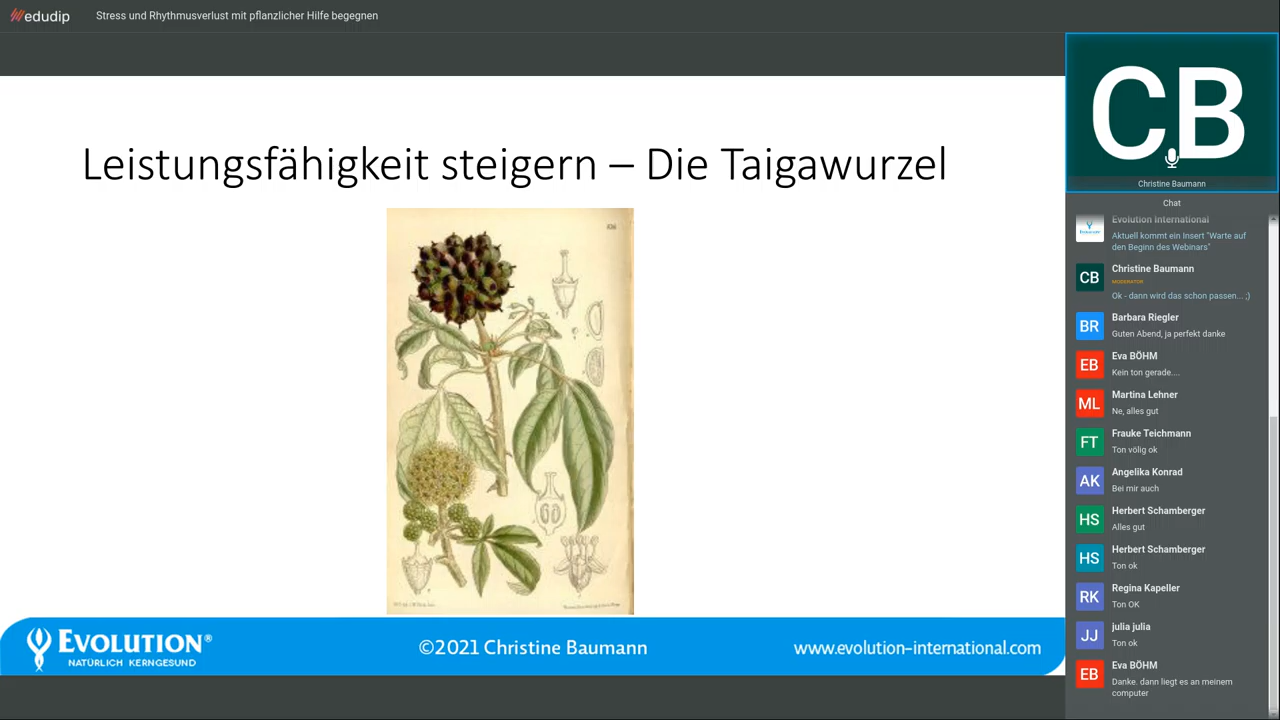 edudip
Stress und Rhythmusverlust mit pflanzlicher Hilfe begegnen
Leistungsfähigkeit steigern – Die Taigawurzel
EVOLUTION®
NATÜRLICH KERNGESUND
©2021 Christine Baumann
www.evolution-international.com
CB
Christine Baumann
Chat
Evolution International
Aktuell kommt ein Insert "Warte auf
den Beginn des Webinars"
CB
Christine Baumann
MODERATOR
Ok - dann wird das schon passen... ;)
BR
Barbara Riegler
Guten Abend, ja perfekt danke
EB
Eva BÖHM
Kein ton gerade....
ML
Martina Lehner
Ne, alles gut
FT
Frauke Teichmann
Ton völig ok
AK
Angelika Konrad
Bei mir auch
HS
Herbert Schamberger
Alles gut
HS
Herbert Schamberger
Ton ok
RK
Regina Kapeller
Ton OK
JJ
julia julia
Ton ok
EB
Eva BÖHM
Danke. dann liegt es an meinem
computer